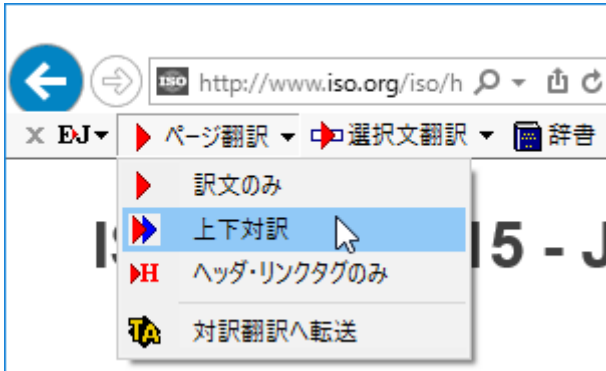 ISO http://www.iso.org/iso/h
EJ ページ翻訳 選択文翻訳 辞書
訳文のみ
上下対訳
I 15 - J
H ヘッダ・リンクタグのみ
TA 対訳翻訳へ転送